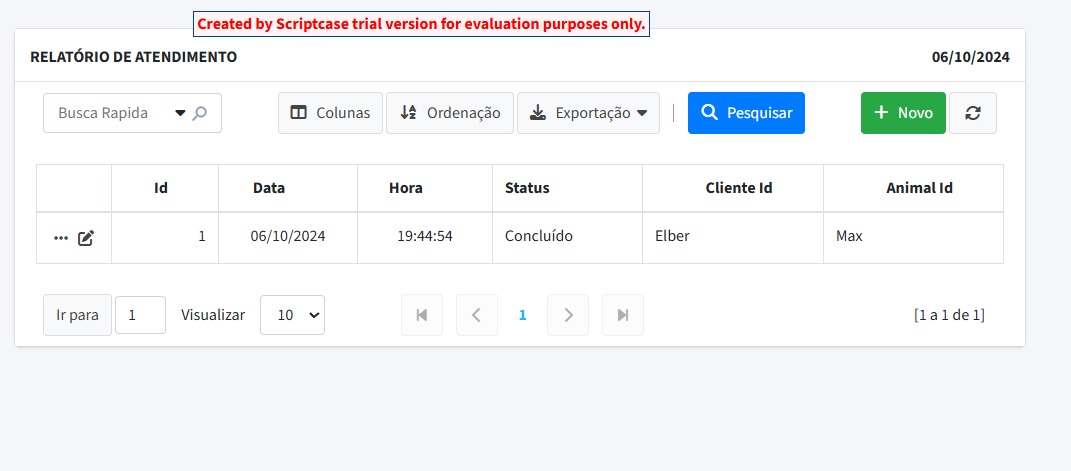 Created by Scriptcase trial version for evaluation purposes only.
RELATÓRIO DE ATENDIMENTO 06/10/2024
Busca Rapida Colunas Ordenação Exportação Pesquisar Novo
Id Data Hora Status Cliente Id Animal Id
1 06/10/2024 19:44:54 Concluído Elber Max
Ir para 1 Visualizar 10 1 [1 a 1 de 1]